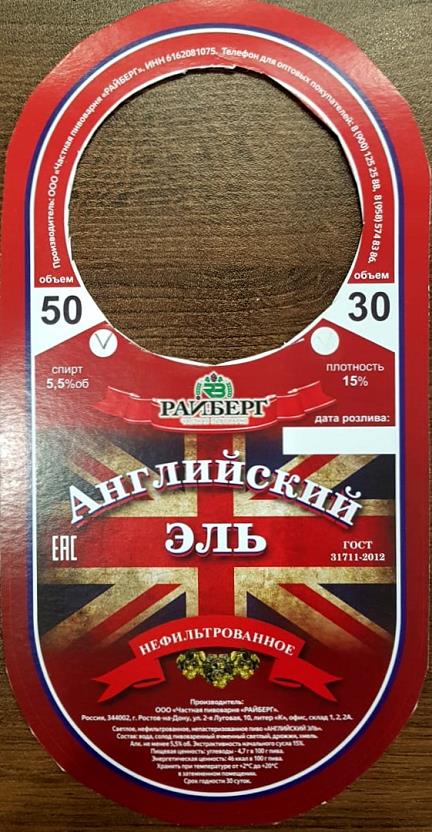 Производитель: ООО «Частная пивоварня «РАЙБЕРГ». ИНН 6162081075. Телефон для оптовых покупателей: 8 (900) 125 25 88, 8 (958) 574 83 86.
объем
50
объем
30
спирт
5,5%об
плотность
15%
РАЙБЕРГ
дата розлива:
Английский
ЭЛЬ
ЕАС
ГОСТ
31711-2012
НЕФИЛЬТРОВАННОЕ
Производитель:
ООО «Частная пивоварня «РАЙБЕРГ».
Россия, 344002, г. Ростов-на-Дону, ул. 2-я Луговая, 10, литер «К», офис, склад 1, 2, 2А.
Светлое, нефильтрованное, непастеризованное пиво «АНГЛИЙСКИЙ ЭЛЬ».
Состав: вода, солод пивоваренный ячменный светлый, дрожжи, хмель.
Алк. не менее 5,5% об. Экстрактивность начального сусла 15%.
Пищевая ценность: углеводы - 4,7 г в 100 г пива.
Энергетическая ценность: 46 ккал в 100 г пива.
Хранить при температуре от +2°С до +20°С
в затемненном помещении.
Срок годности 30 суток.